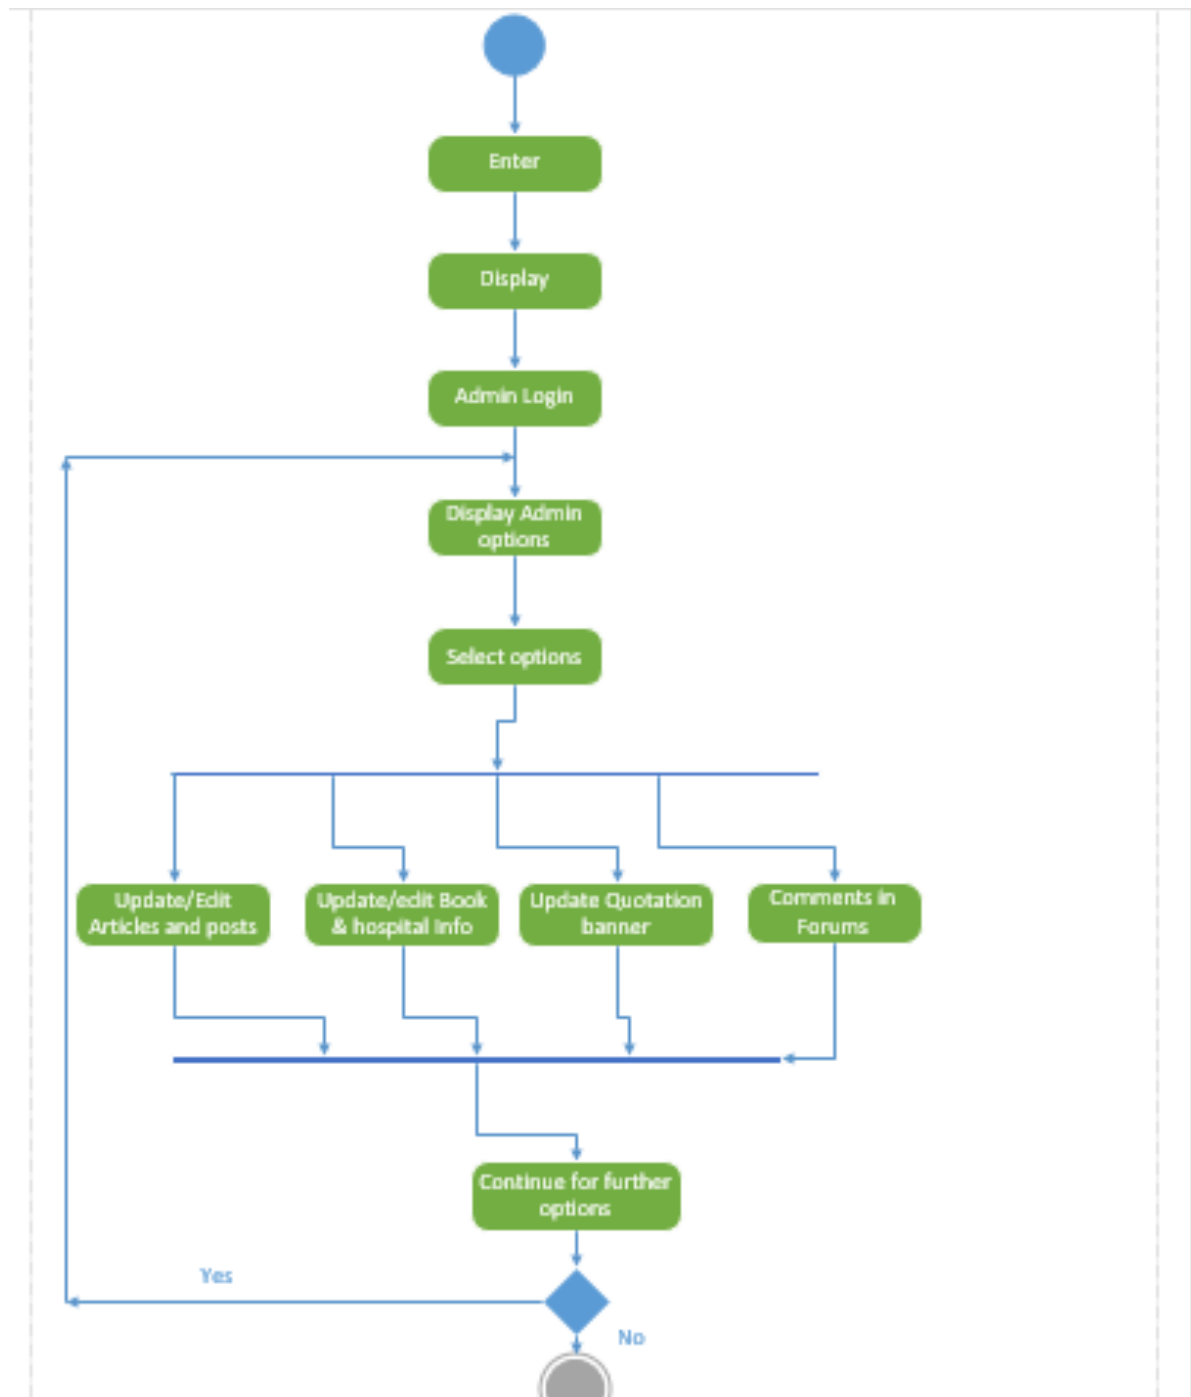 Enter
Display
Admin Login
Display Admin
options
Select options
Update/Edit
Articles and posts
Update/edit Book
& hospital Info
Update Quotation
banner
Comments in
Forums
Continue for further
options
Yes
No